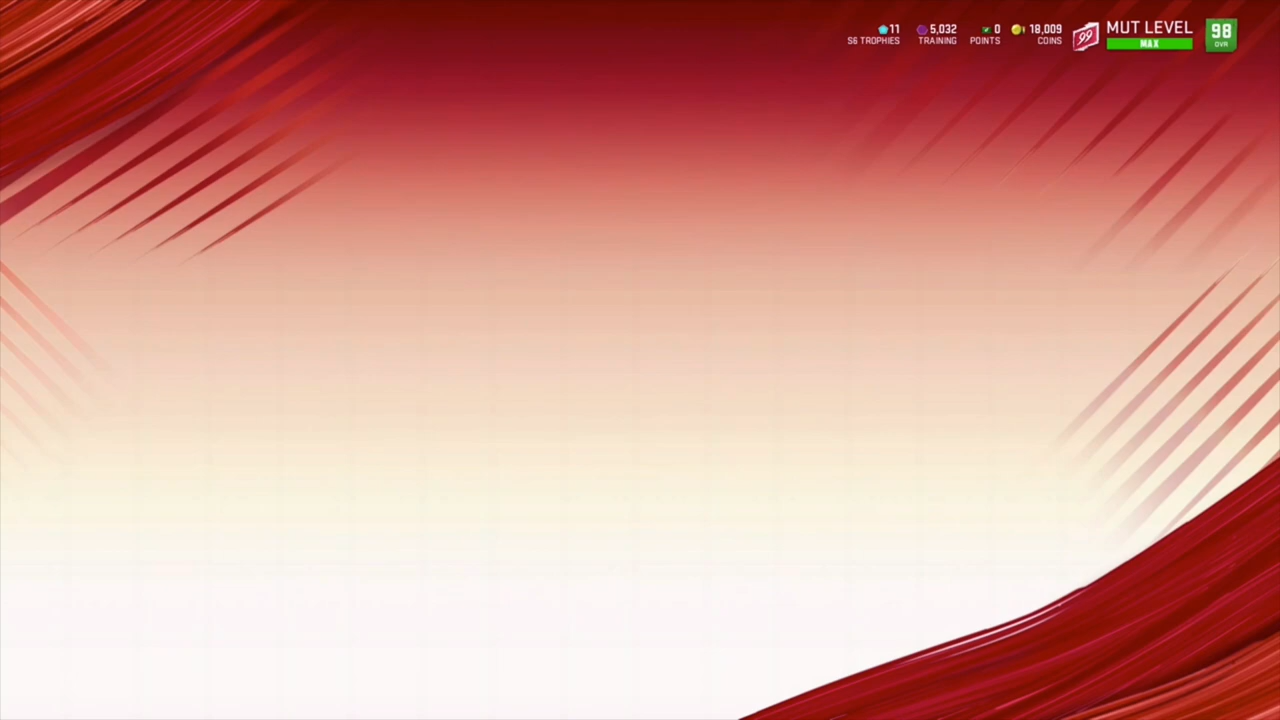 11 5,032 0 18,009 99 MUT LEVEL 98
S6 TROPHIES TRAINING POINTS COINS MAX OVR